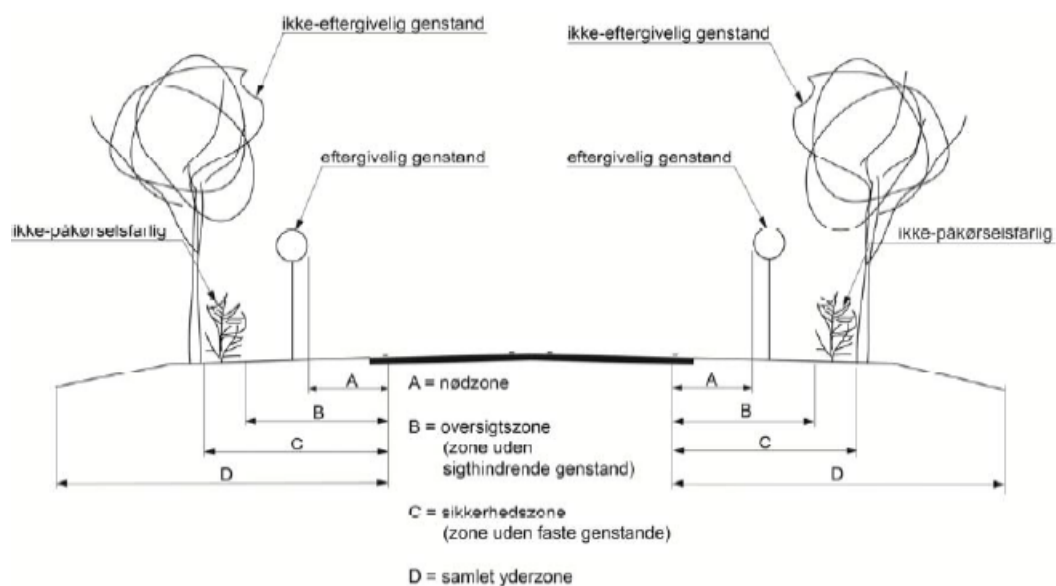 ikke-eftergivelig genstand
ikke-eftergivelig genstand
eftergivelig genstand
eftergivelig genstand
ikke-påkørselsfarlig
ikke-påkørselsfarlig
A
A = nødzone
A
B
B = oversigtszone
(zone uden
sigthindrende genstand)
B
C
C
D
D
C = sikkerhedszone
(zone uden faste genstande)
D = samlet yderzone